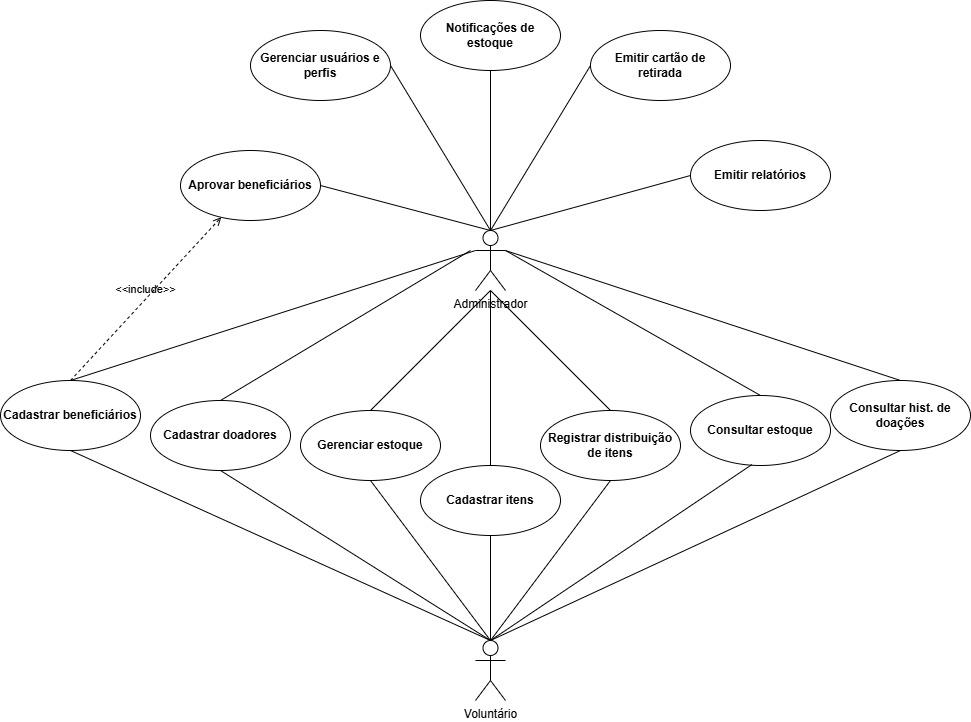 Notificações de
estoque
Gerenciar usuários e
perfis
Emitir cartão de
retirada
Aprovar beneficiários
Emitir relatórios
<<include>>
Administrador
Cadastrar beneficiários
Cadastrar doadores
Gerenciar estoque
Cadastrar itens
Registrar distribuição
de itens
Consultar estoque
Consultar hist. de
doações
Voluntário